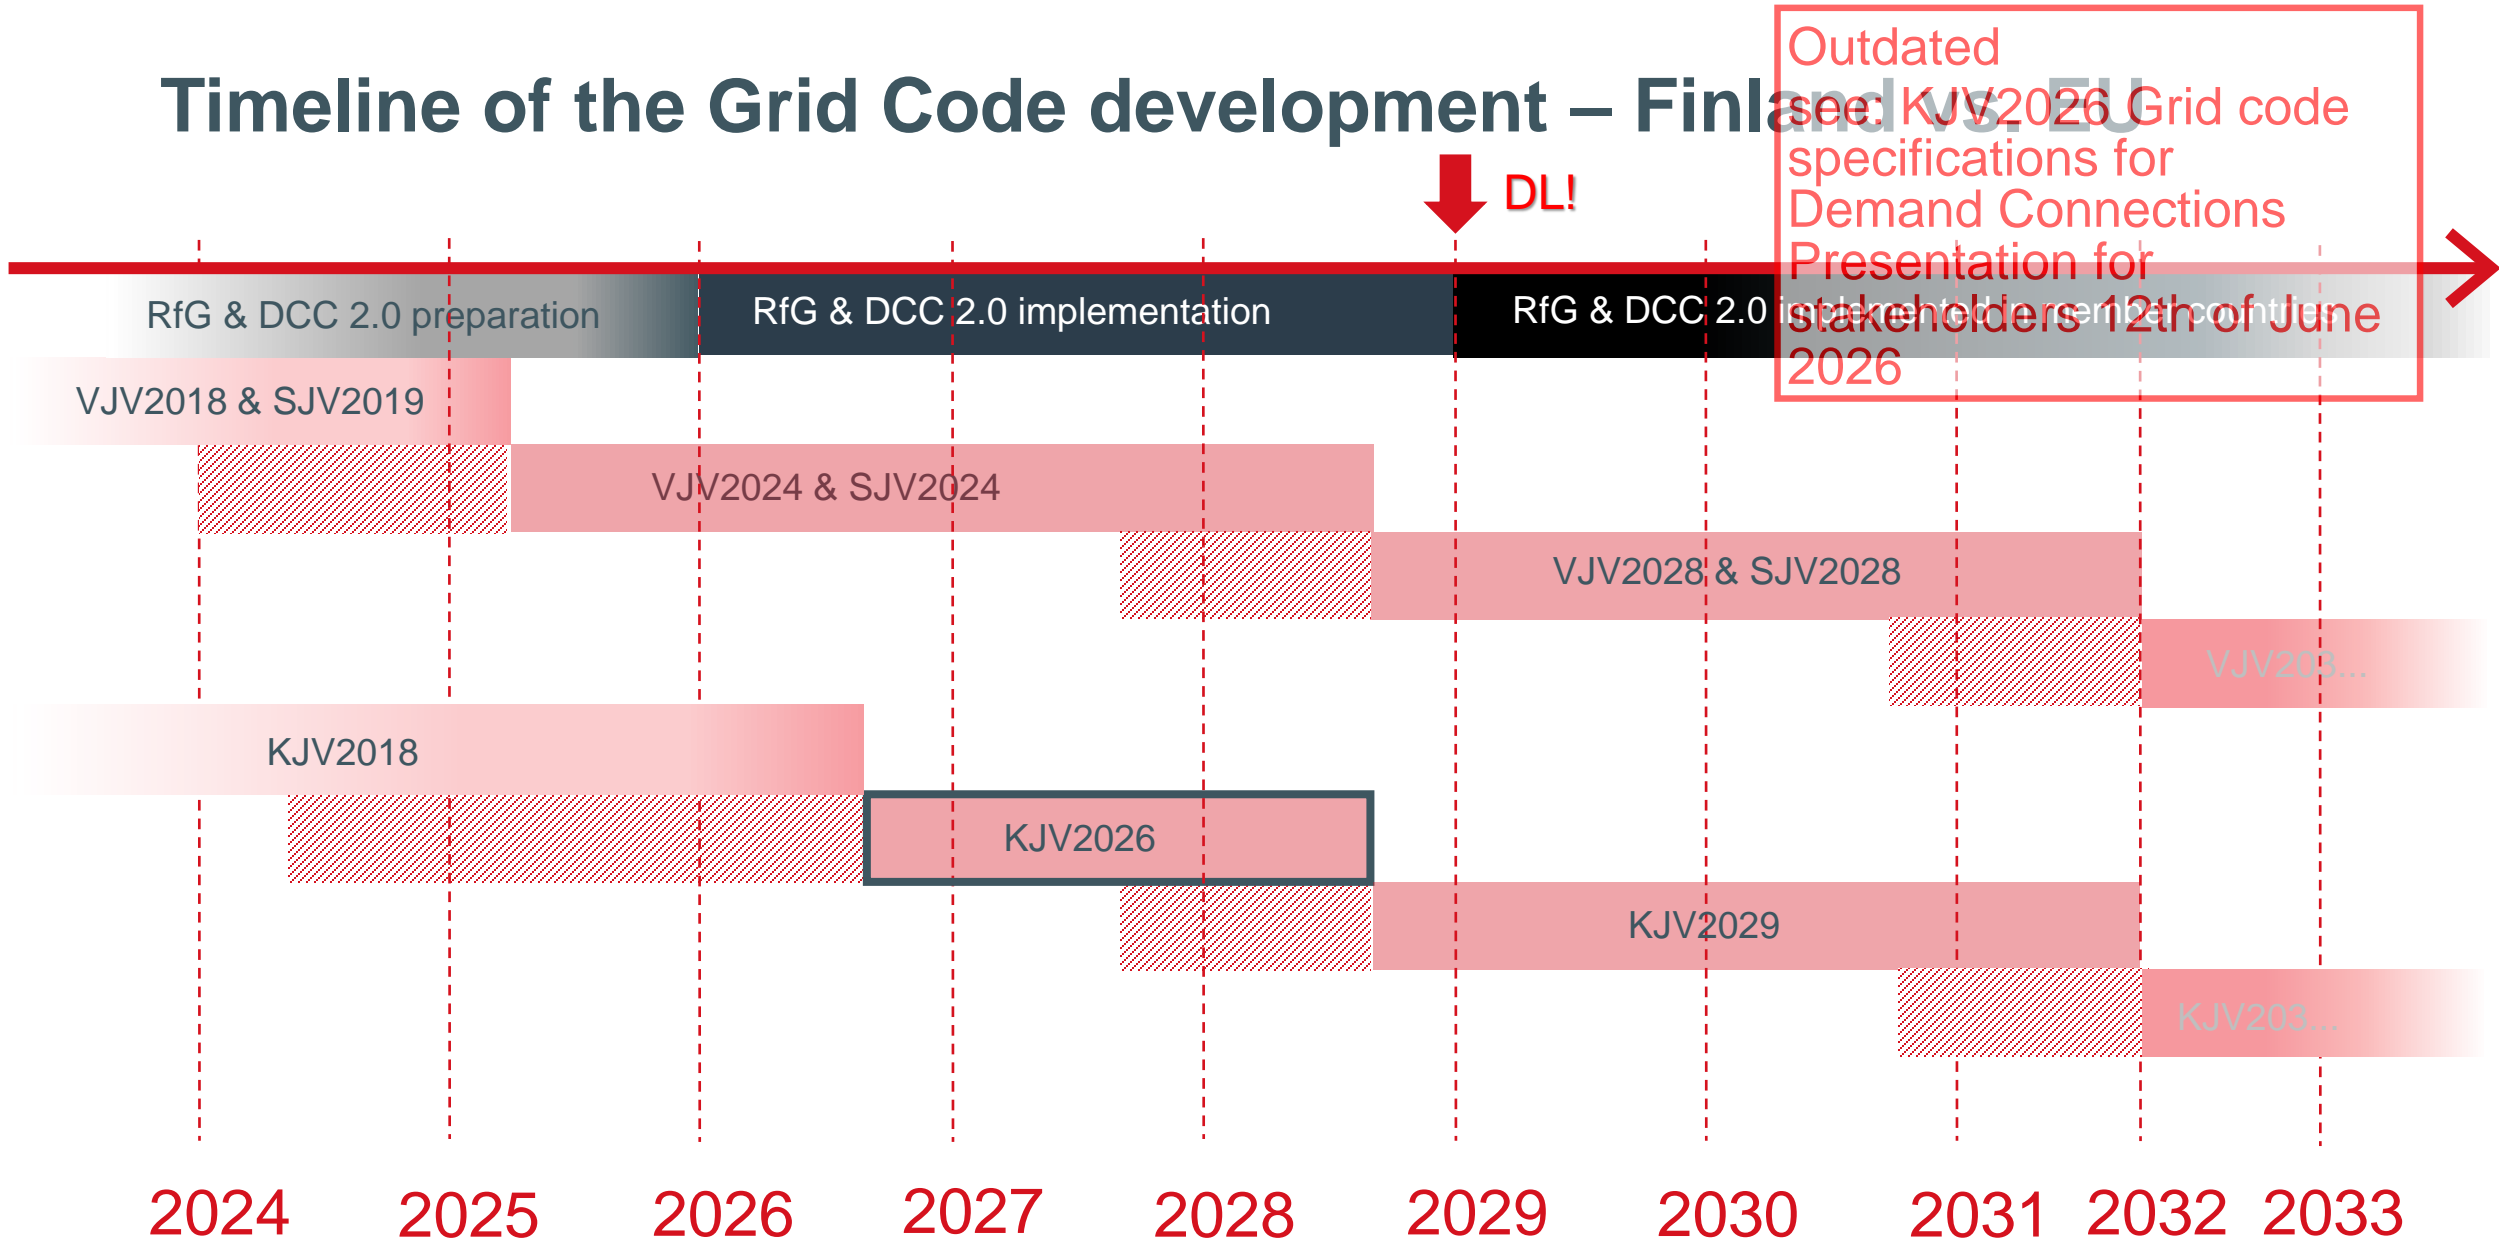 Timeline of the Grid Code development – Finland vs. EU
Outdated
see: KJV2026 Grid code
specifications for
Demand Connections
Presentation for
stakeholders 12th of June
2026
DL!
RfG & DCC 2.0 preparation
RfG & DCC 2.0 implementation
RfG & DCC 2.0 implemented in member countries
VJV2018 & SJV2019
VJV2024 & SJV2024
VJV2028 & SJV2028
VJV203...
KJV2018
KJV2026
KJV2029
KJV203...
2024
2025
2026
2027
2028
2029
2030
2031
2032
2033